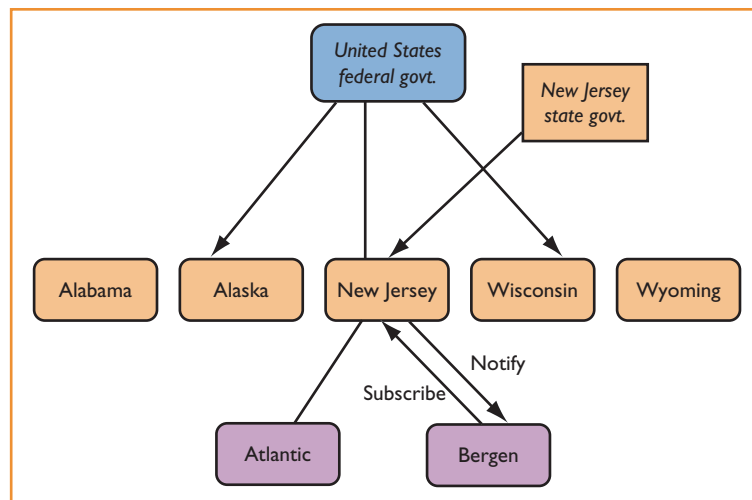 United States
federal govt.
New Jersey
state govt.
Alabama
Alaska
New Jersey
Wisconsin
Wyoming
Notify
Subscribe
Atlantic
Bergen